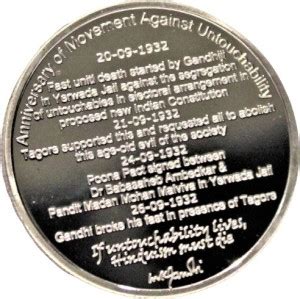 Anniversary of Movement Against Untouchability
20-09-1932
Fast until death started by Gandhiji
in Yerwada Jail against the segregation
of untouchables in electoral arrangement in
proposed new Indian Constitution
21-09-1932
Tagore supported this and requested all to abolish
this age-old evil of the society
24-09-1932
Poona Pact signed between
Dr Babasaheb Ambedkar &
Pandit Madan Mohan Malviya in Yerwada Jail
26-09-1932
Gandhi broke his fast in presence of Tagore
If untouchability lives,
Hinduism must die
MKGandhi